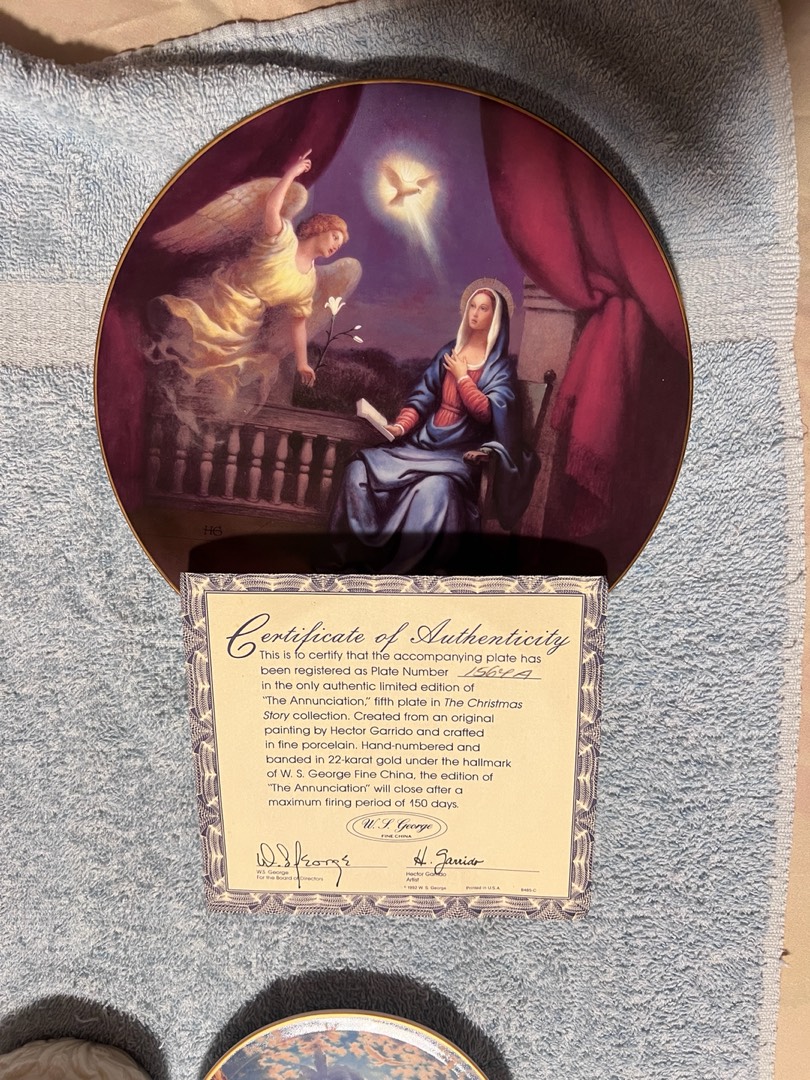 HG
Certificate of Authenticity
This is to certify that the accompanying plate has
been registered as Plate Number 1564A
in the only authentic limited edition of
"The Annunciation," fifth plate in The Christmas
Story collection. Created from an original
painting by Hector Garrido and crafted
in fine porcelain. Hand-numbered and
banded in 22-karat gold under the hallmark
of W. S. George Fine China, the edition of
"The Annunciation" will close after a
maximum firing period of 150 days.
W. S. George
FINE CHINA
W. S. George H. Garrido
W.S. George Hector Garrido
For the Board of Directors Artist
© 1992 W. S. George Printed in U.S.A.